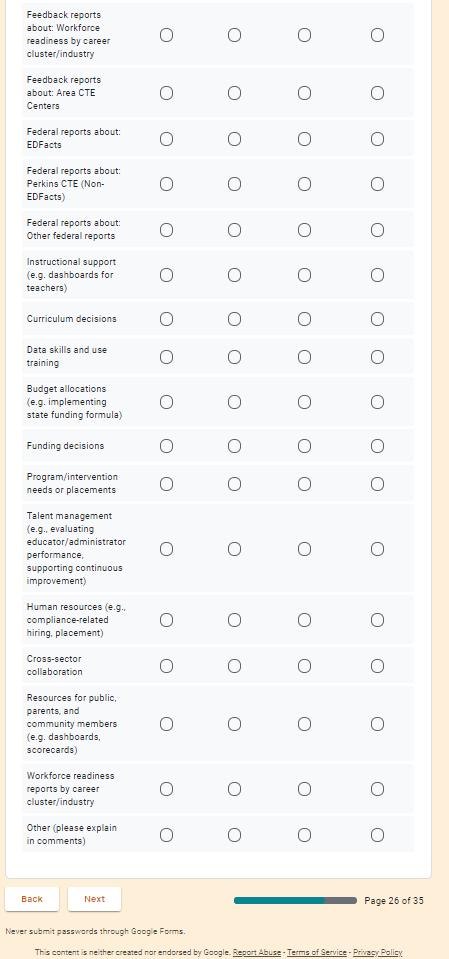 Feedback reports
about: Workforce
readiness by career
cluster/industry
Feedback reports
about: Area CTE
Centers
Federal reports about:
EDFacts
Federal reports about:
Perkins CTE (Non-
EDFacts)
Federal reports about:
Other federal reports
Instructional support
(e.g. dashboards for
teachers)
Curriculum decisions
Data skills and use
training
Budget allocations
(e.g. implementing
state funding formula)
Funding decisions
Program/intervention
needs or placements
Talent management
(e.g., evaluating
educator/administrator
performance,
supporting continuous
improvement)
Human resources (e.g.,
compliance-related
hiring, placement)
Cross-sector
collaboration
Resources for public,
parents, and
community members
(e.g. dashboards,
scorecards)
Workforce readiness
reports by career
cluster/industry
Other (please explain
in comments)
Back Next Page 26 of 35
Never submit passwords through Google Forms.
This content is neither created nor endorsed by Google. Report Abuse - Terms of Service - Privacy Policy